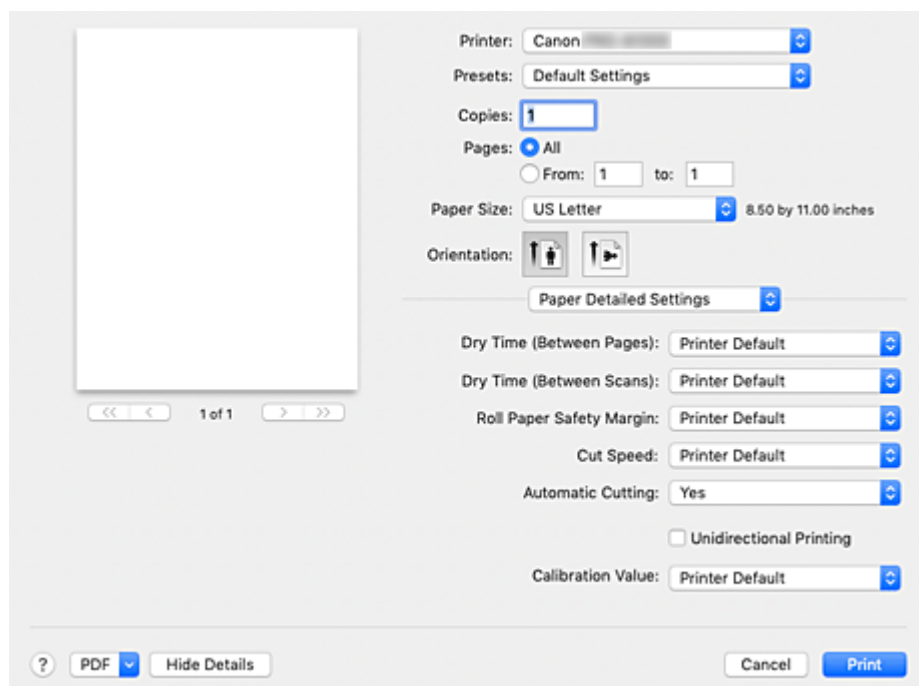 Printer: Canon
Presets: Default Settings
Copies: 1
Pages: All
From: 1 to: 1
Paper Size: US Letter 8.50 by 11.00 inches
Orientation:
Paper Detailed Settings
Dry Time (Between Pages): Printer Default
Dry Time (Between Scans): Printer Default
1 of 1
Roll Paper Safety Margin: Printer Default
Cut Speed: Printer Default
Automatic Cutting: Yes
Unidirectional Printing
Calibration Value: Printer Default
? PDF Hide Details Cancel Print